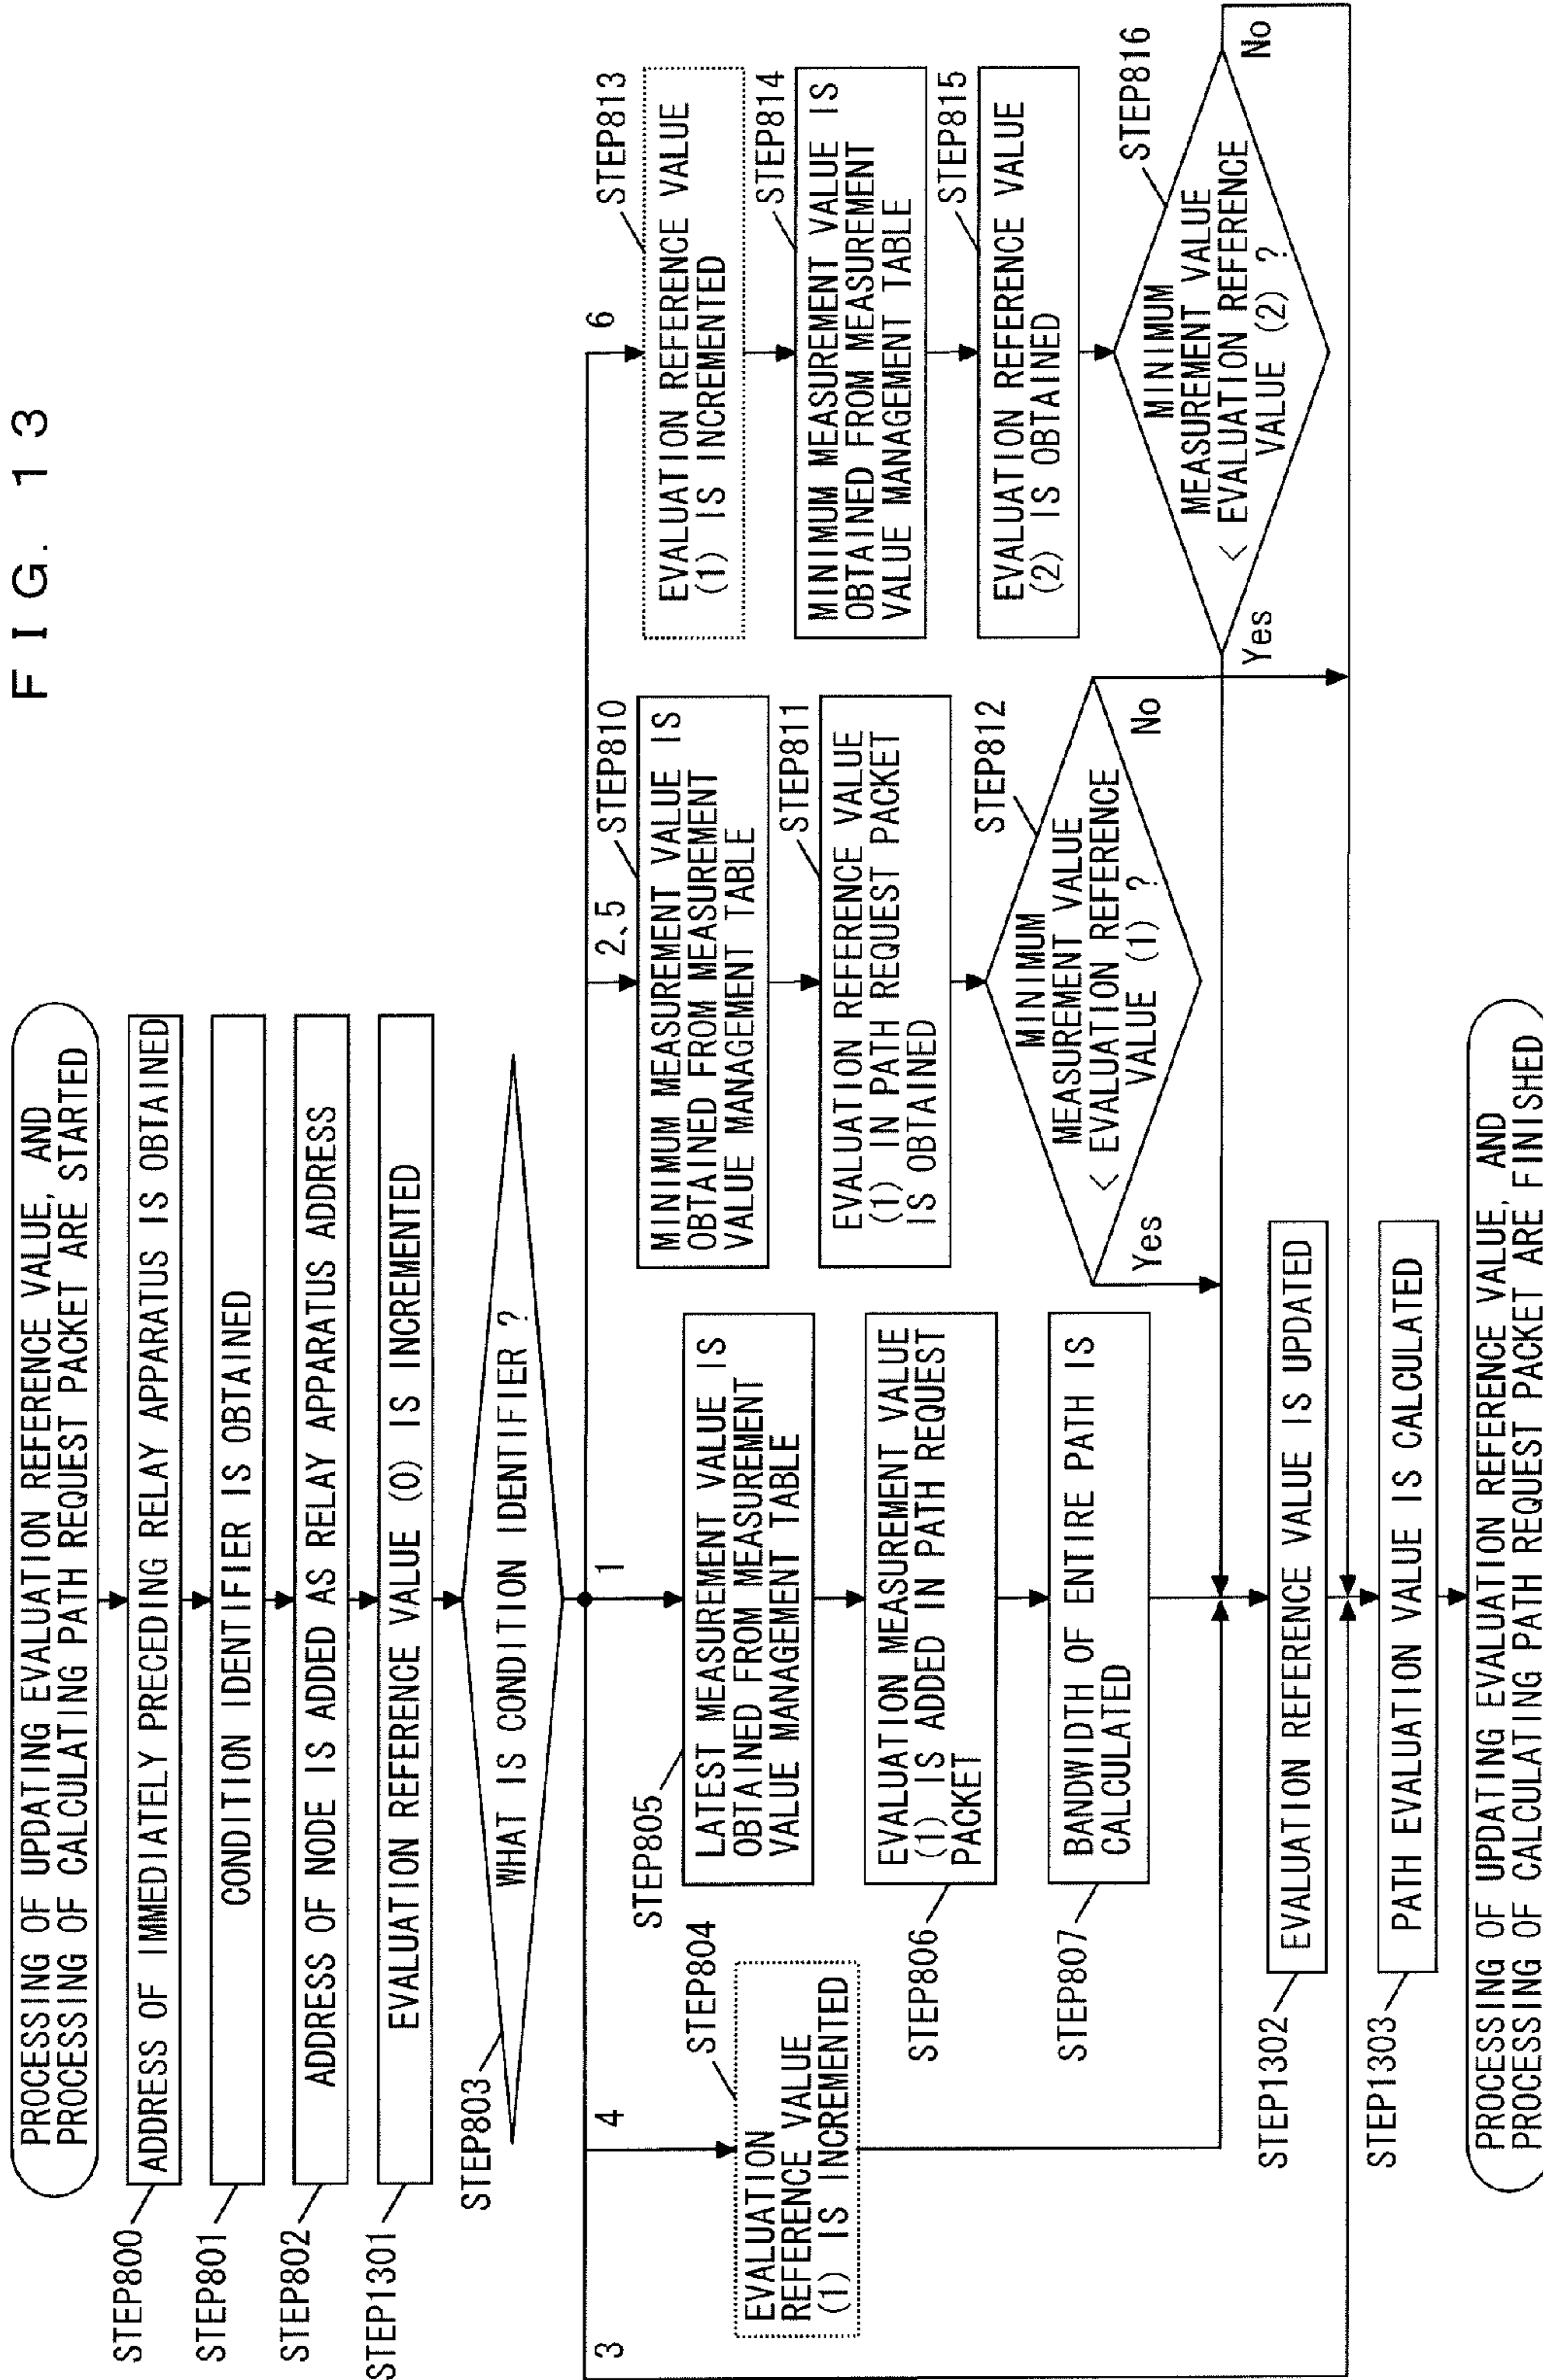 FIG. 13
PROCESSING OF UPDATING EVALUATION REFERENCE VALUE, AND
PROCESSING OF CALCULATING PATH REQUEST PACKET ARE STARTED
STEP800
ADDRESS OF IMMEDIATELY PRECEDING RELAY APPARATUS IS OBTAINED
STEP801
CONDITION IDENTIFIER IS OBTAINED
STEP802
ADDRESS OF NODE IS ADDED AS RELAY APPARATUS ADDRESS
STEP1301
EVALUATION REFERENCE VALUE (0) IS INCREMENTED
STEP803
WHAT IS CONDITION IDENTIFIER ?
3
4
1
2、5
6
STEP804
EVALUATION
REFERENCE VALUE
(1) IS INCREMENTED
STEP805
LATEST MEASUREMENT VALUE IS
OBTAINED FROM MEASUREMENT
VALUE MANAGEMENT TABLE
STEP806
EVALUATION MEASUREMENT VALUE
(1) IS ADDED IN PATH REQUEST
PACKET
STEP807
BANDWIDTH OF ENTIRE PATH IS
CALCULATED
STEP810
MINIMUM MEASUREMENT VALUE IS
OBTAINED FROM MEASUREMENT
VALUE MANAGEMENT TABLE
STEP811
EVALUATION REFERENCE VALUE
(1) IN PATH REQUEST PACKET
IS OBTAINED
STEP812
MINIMUM
MEASUREMENT VALUE
< EVALUATION REFERENCE
VALUE (1) ?
Yes
No
STEP813
EVALUATION REFERENCE VALUE
(1) IS INCREMENTED
STEP814
MINIMUM MEASUREMENT VALUE IS
OBTAINED FROM MEASUREMENT
VALUE MANAGEMENT TABLE
STEP815
EVALUATION REFERENCE VALUE
(2) IS OBTAINED
STEP816
MINIMUM
MEASUREMENT VALUE
< EVALUATION REFERENCE
VALUE (2) ?
Yes
No
STEP1302
EVALUATION REFERENCE VALUE IS UPDATED
STEP1303
PATH EVALUATION VALUE IS CALCULATED
PROCESSING OF UPDATING EVALUATION REFERENCE VALUE, AND
PROCESSING OF CALCULATING PATH REQUEST PACKET ARE FINISHED